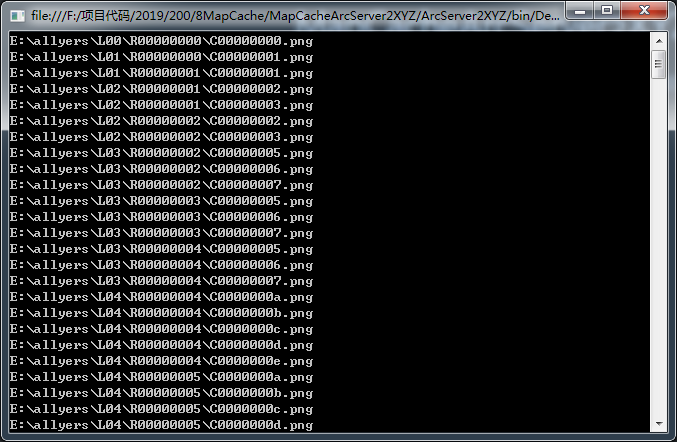 file:///F:/项目代码/2019/200/8MapCache/MapCacheArcServer2XYZ/ArcServer2XYZ/bin/De...
E:\allyers\L00\R00000000\C00000000.png
E:\allyers\L01\R00000000\C00000001.png
E:\allyers\L01\R00000001\C00000001.png
E:\allyers\L02\R00000001\C00000002.png
E:\allyers\L02\R00000001\C00000003.png
E:\allyers\L02\R00000002\C00000002.png
E:\allyers\L02\R00000002\C00000003.png
E:\allyers\L03\R00000002\C00000005.png
E:\allyers\L03\R00000002\C00000006.png
E:\allyers\L03\R00000002\C00000007.png
E:\allyers\L03\R00000003\C00000005.png
E:\allyers\L03\R00000003\C00000006.png
E:\allyers\L03\R00000003\C00000007.png
E:\allyers\L03\R00000004\C00000005.png
E:\allyers\L03\R00000004\C00000006.png
E:\allyers\L03\R00000004\C00000007.png
E:\allyers\L04\R00000004\C0000000a.png
E:\allyers\L04\R00000004\C0000000b.png
E:\allyers\L04\R00000004\C0000000c.png
E:\allyers\L04\R00000004\C0000000d.png
E:\allyers\L04\R00000004\C0000000e.png
E:\allyers\L04\R00000005\C0000000a.png
E:\allyers\L04\R00000005\C0000000b.png
E:\allyers\L04\R00000005\C0000000c.png
E:\allyers\L04\R00000005\C0000000d.png